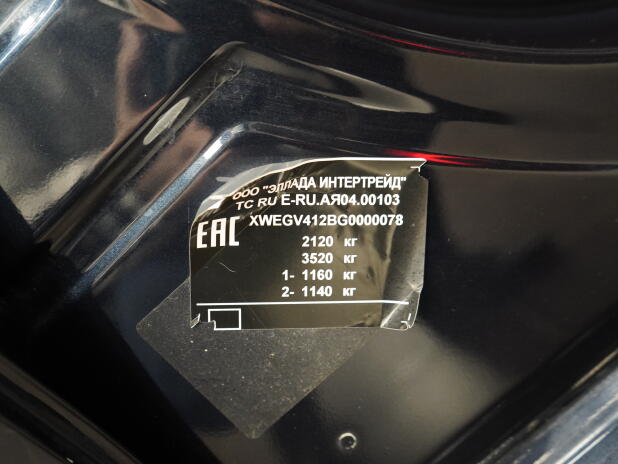 ООО "ЭЛЛАДА ИНТЕРТРЕЙД"
ТС RU E-RU.АЯ04.00103
XWEGV412BG0000078
EAC
2120 кг
3520 кг
1- 1160 кг
2- 1140 кг